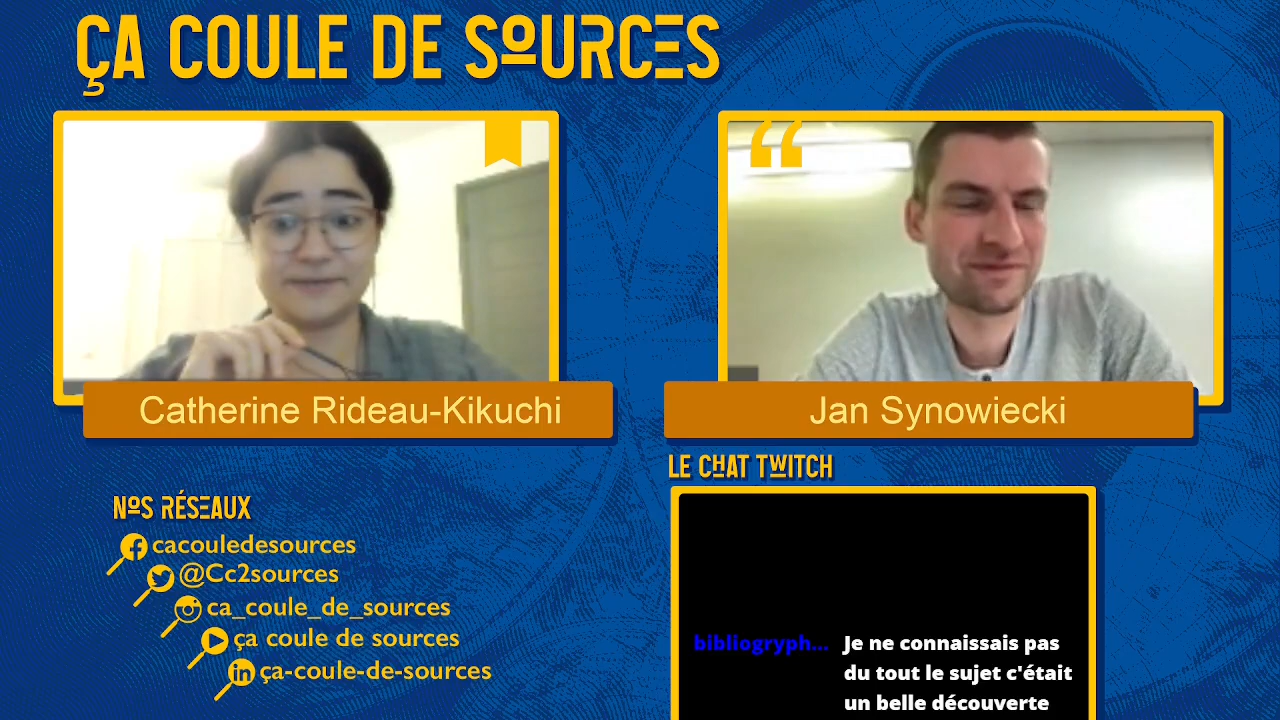 ÇA COULE DE SOURCES
Catherine Rideau-Kikuchi
Jan Synowiecki
LE CHAT TWITCH
NOS RÉSEAUX
cacouledesources
@Cc2sources
ca_coule_de_sources
ça coule de sources
ça-coule-de-sources
bibliogryph... Je ne connaissais pas
du tout le sujet c'était
un belle découverte